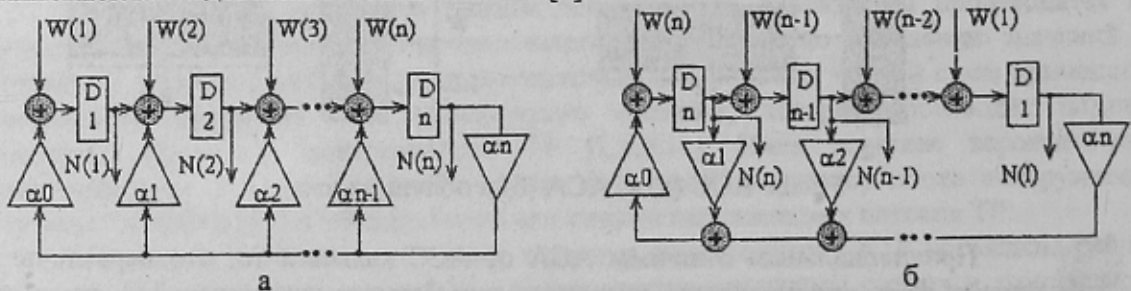 W(1) W(2) W(3) W(n) W(n) W(n-1) W(n-2) W(1)
D 1 D 2 D n D n D n-1 D 1
N(1) N(2) N(n) αn N(n) N(n-1) N(1) αn
α0 α1 α2 αn-1 α0 α1 α2
а б